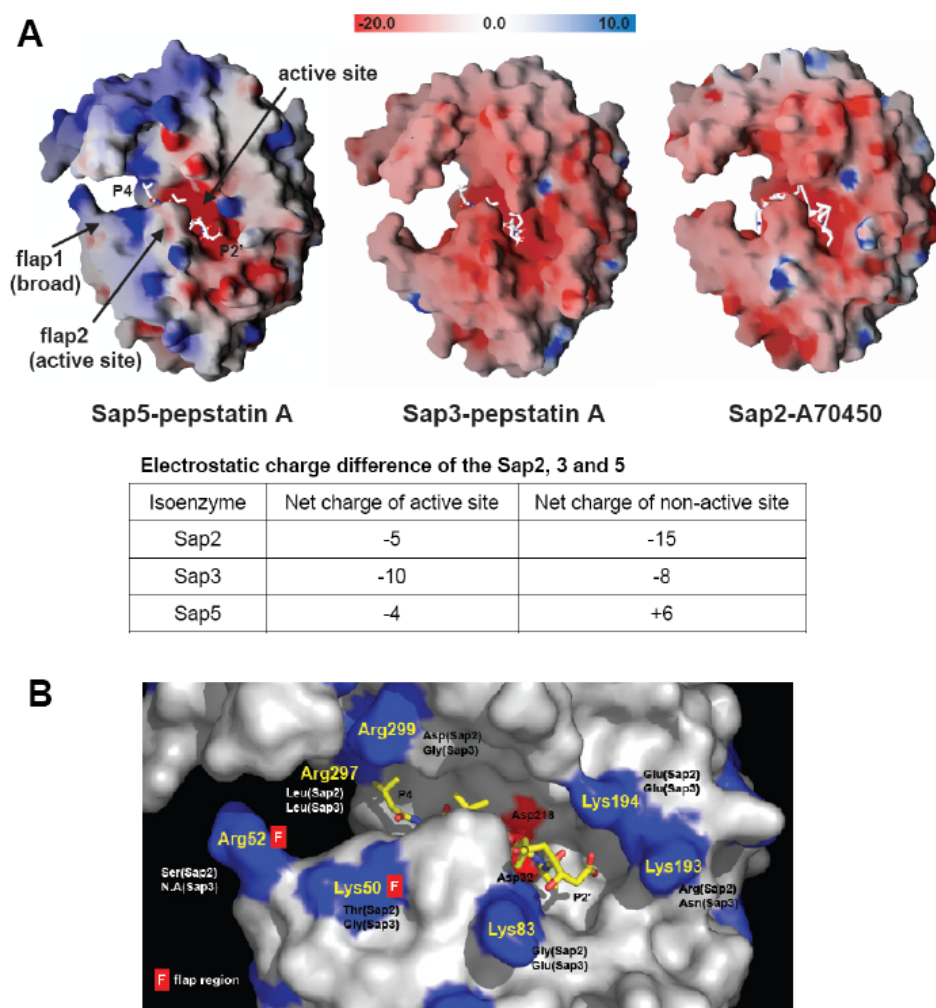 A
-20.0 0.0 10.0
active site
P4
P2'
flap1
(broad)
flap2
(active site)
Sap5-pepstatin A
Sap3-pepstatin A
Sap2-A70450
Electrostatic charge difference of the Sap2, 3 and 5
Isoenzyme Net charge of active site Net charge of non-active site
Sap2 -5 -15
Sap3 -10 -8
Sap5 -4 +6
B
Arg299
Asp(Sap2)
Gly(Sap3)
Arg297
Leu(Sap2)
Leu(Sap3)
P4
Glu(Sap2)
Glu(Sap3)
Lys194
Asp218
Arg52 F
Ser(Sap2)
N.A(Sap3)
Lys50 F
Thr(Sap2)
Gly(Sap3)
Asp32
P2'
Lys193
Arg(Sap2)
Asn(Sap3)
Lys83
Gly(Sap2)
Glu(Sap3)
F flap region